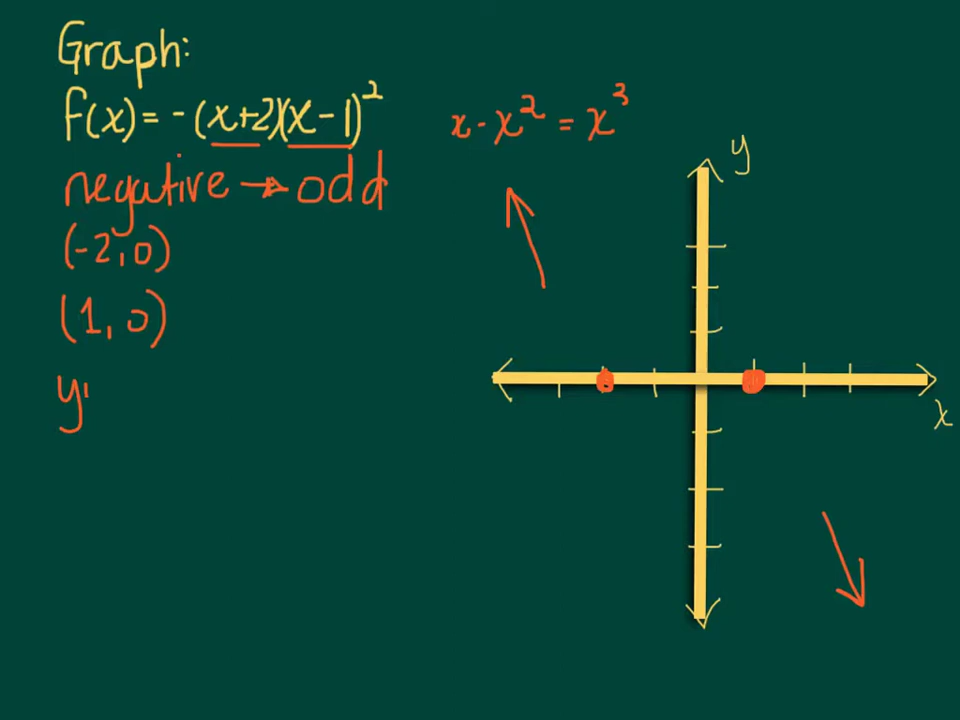 Graph:
f(x) = -(x+2)(x-1)²
x · x² = x³
negative → odd
(-2, 0)
(1, 0)
y
y
x